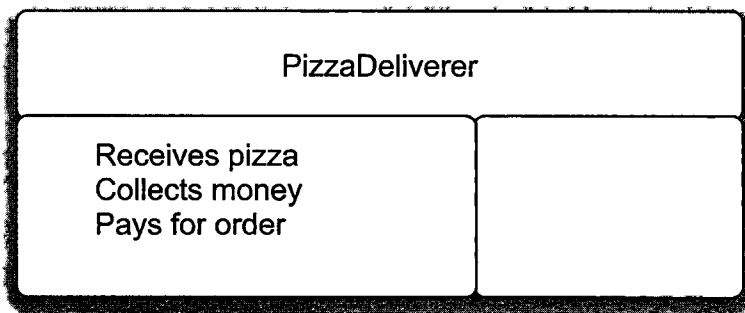 PizzaDeliverer
Receives pizza
Collects money
Pays for order